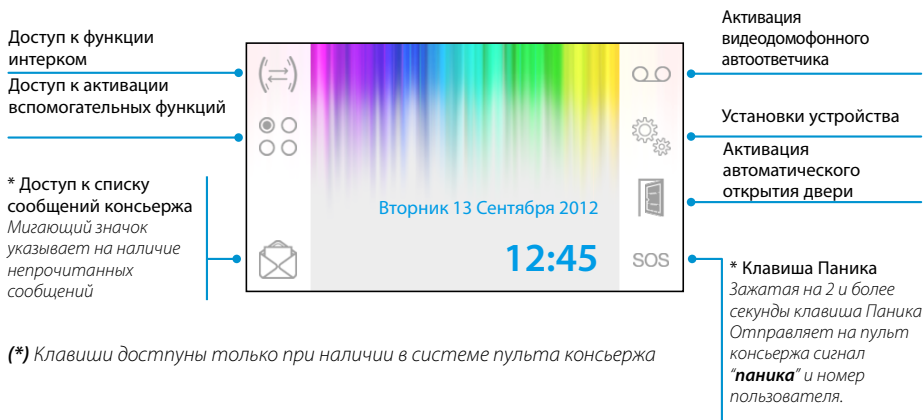 Доступ к функции
интерком
Доступ к активации
вспомогательных функций
* Доступ к списку
сообщений консьержа
Мигающий значок
указывает на наличие
непрочитанных
сообщений
Вторник 13 Сентября 2012
12:45
SOS
Активация
видеодомофонного
автоответчика
Установки устройства
Активация
автоматического
открытия двери
* Клавиша Паника
Зажатая на 2 и более
секунды клавиша Паника
Отправляет на пульт
консьержа сигнал
“паника” и номер
пользователя.
(*) Клавиши достпуны только при наличии в системе пульта консьержа